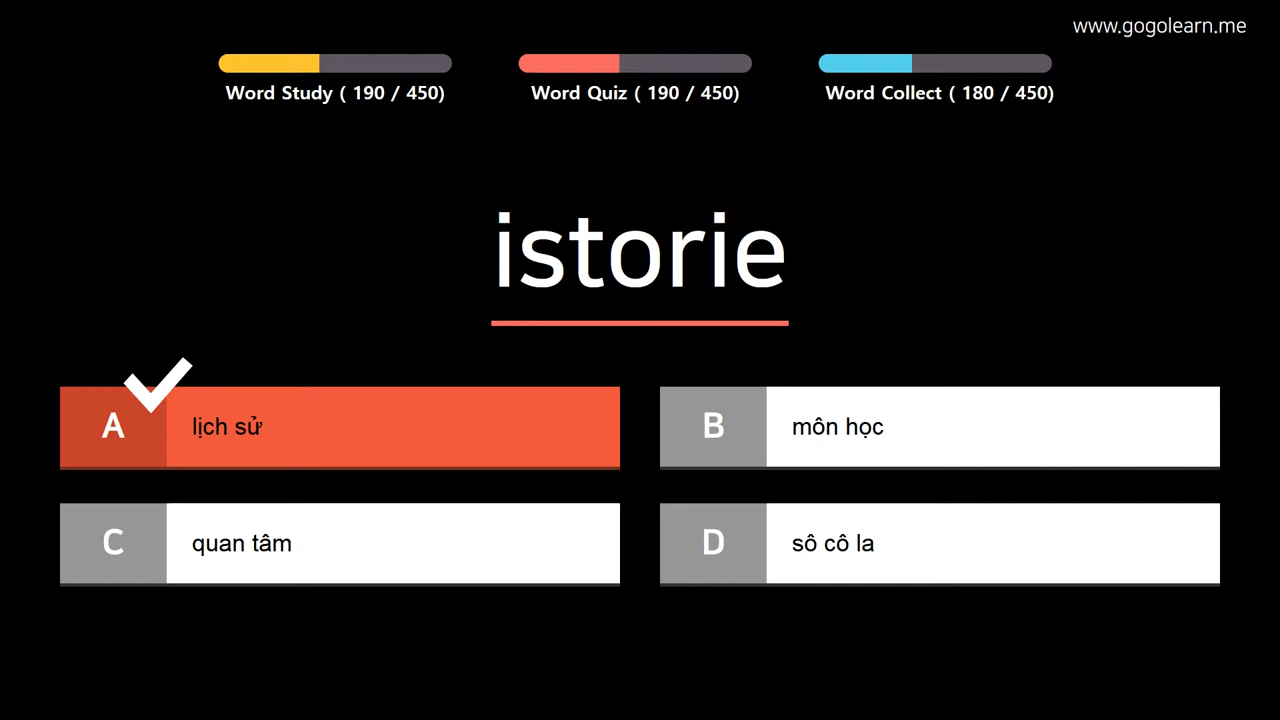 www.gogolearn.me
Word Study ( 190 / 450)
Word Quiz ( 190 / 450)
Word Collect ( 180 / 450)
istorie
A lịch sử
B môn học
C quan tâm
D sô cô la